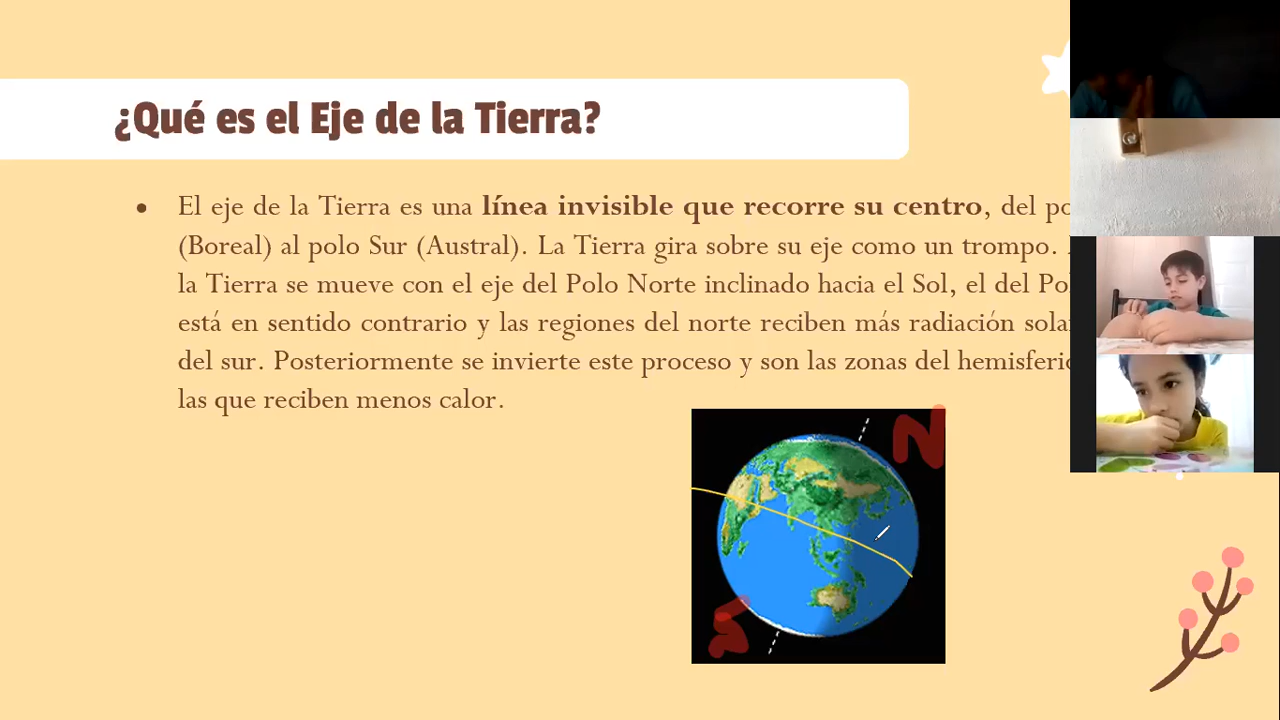 ¿Qué es el Eje de la Tierra?
• El eje de la Tierra es una línea invisible que recorre su centro, del
(Boreal) al polo Sur (Austral). La Tierra gira sobre su eje como un trompo.
la Tierra se mueve con el eje del Polo Norte inclinado hacia el Sol, el del
está en sentido contrario y las regiones del norte reciben más radiación
del sur. Posteriormente se invierte este proceso y son las zonas del
las que reciben menos calor.
N
S